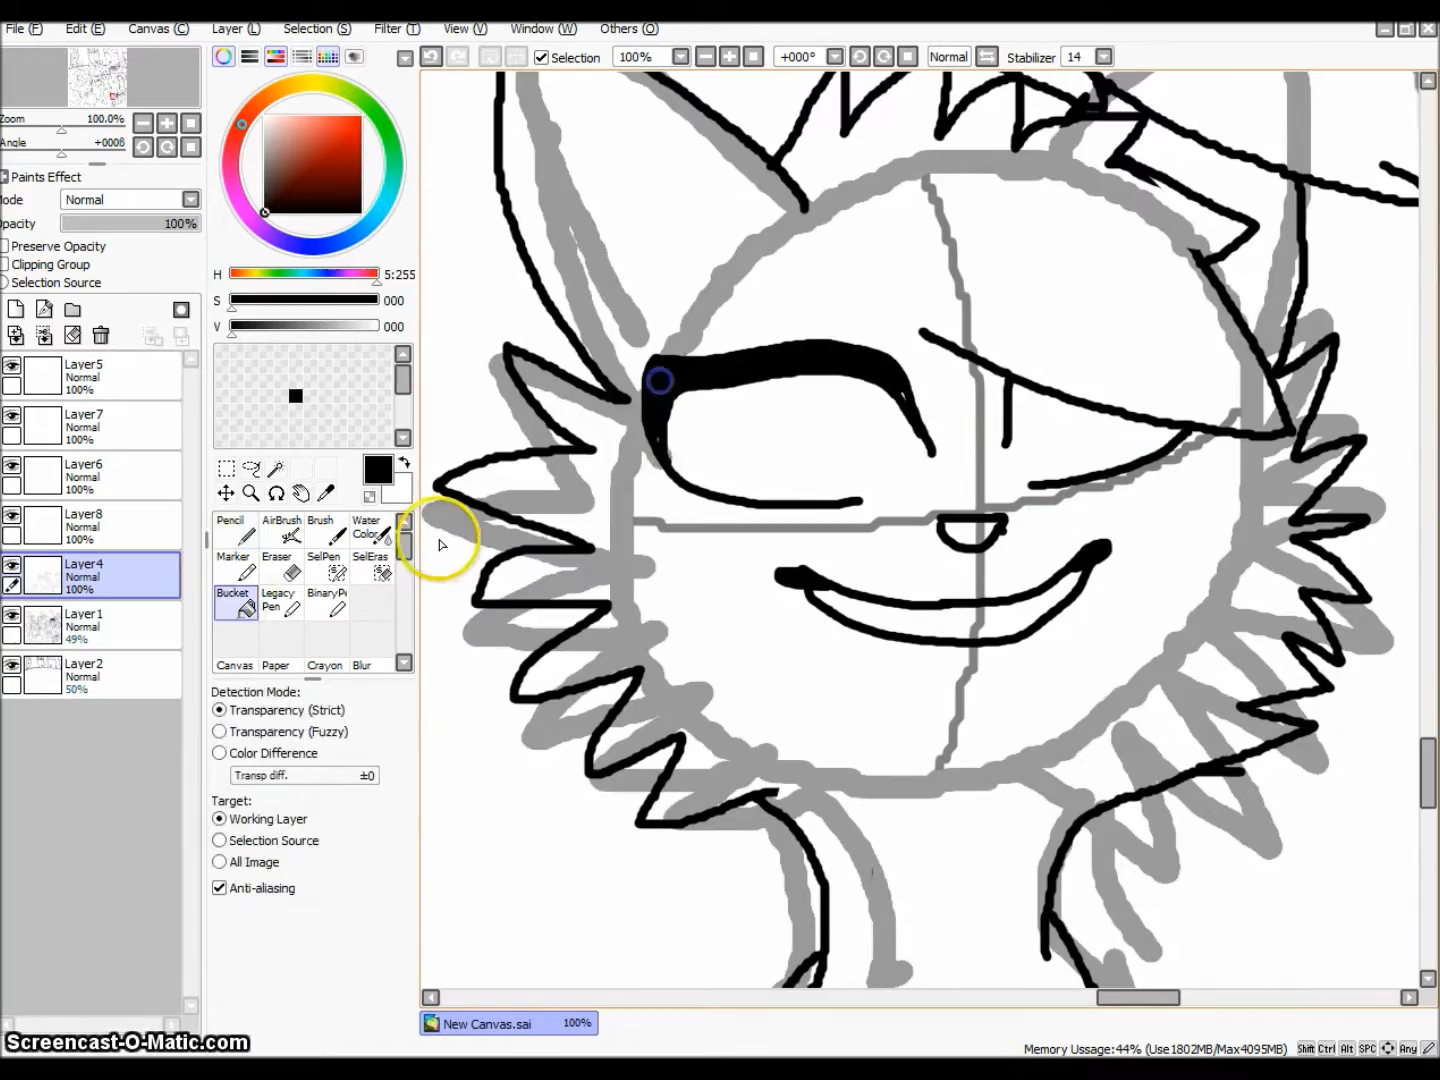 File (F) Edit (E) Canvas (C) Layer (L) Selection (S) Filter (T) View (V) Window (W) Others (O)
Selection 100% +000° Normal Stabilizer 14
Zoom 100.0%
Angle +000ß
Paints Effect
Mode Normal
Opacity 100%
Preserve Opacity
Clipping Group
Selection Source
Layer5
Normal
100%
Layer7
Normal
100%
Layer6
Normal
100%
Layer8
Normal
100%
Layer4
Normal
100%
Layer1
49%
Layer2
50%
H 5:255
S 000
V 000
Pencil AirBrush Brush Water Color
Marker Eraser SelPen SelEras
Bucket Legacy Pen BinaryPe
Canvas Paper Crayon Blur
Detection Mode:
Transparency (Strict)
Transparency (Fuzzy)
Color Difference
Transp diff. ±0
Target:
Working Layer
Selection Source
All Image
Anti-aliasing
New Canvas.sai 100%
Screencast-O-Matic.com
Memory Ussage:44% (Use1802MB/Max4095MB) Shift Ctrl Alt SPC Any